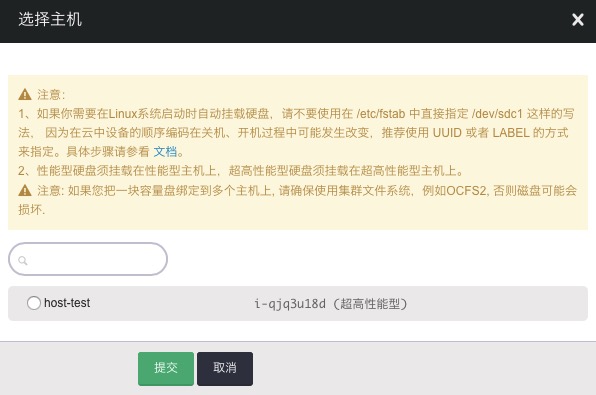 选择主机
注意:
1、如果你需要在Linux系统启动时自动挂载硬盘，请不要使用在 /etc/fstab 中直接指定 /dev/sdc1 这样的写
法， 因为在云中设备的顺序编码在关机、开机过程中可能发生改变，推荐使用 UUID 或者 LABEL 的方式
来指定。具体步骤请参看 文档。
2、性能型硬盘须挂载在性能型主机上，超高性能型硬盘须挂载在超高性能型主机上。
注意: 如果您把一块容量盘绑定到多个主机上, 请确保使用集群文件系统，例如OCFS2, 否则磁盘可能会
损坏.
host-test i-qjq3u18d (超高性能型)
提交 取消